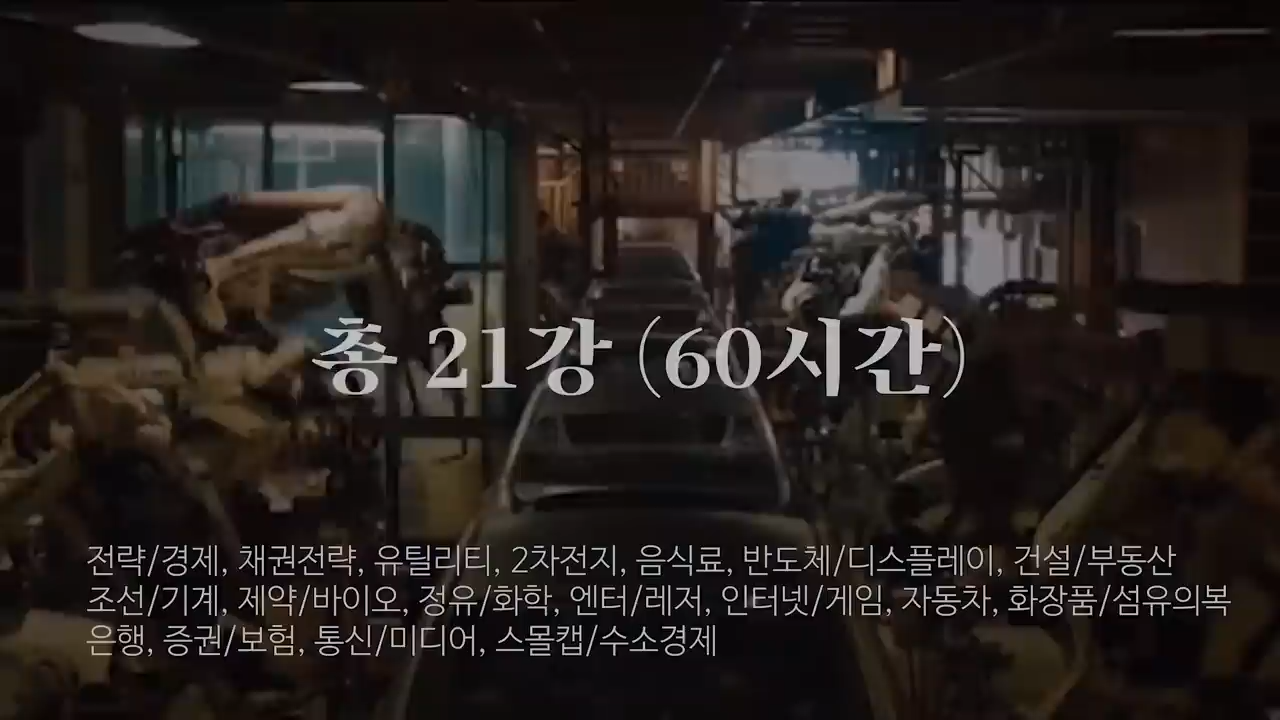 총 21강 (60시간)
전략/경제, 채권전략, 유틸리티, 2차전지, 음식료, 반도체/디스플레이, 건설/부동산
조선/기계, 제약/바이오, 정유/화학, 엔터/레저, 인터넷/게임, 자동차, 화장품/섬유의복
은행, 증권/보험, 통신/미디어, 스몰캡/수소경제